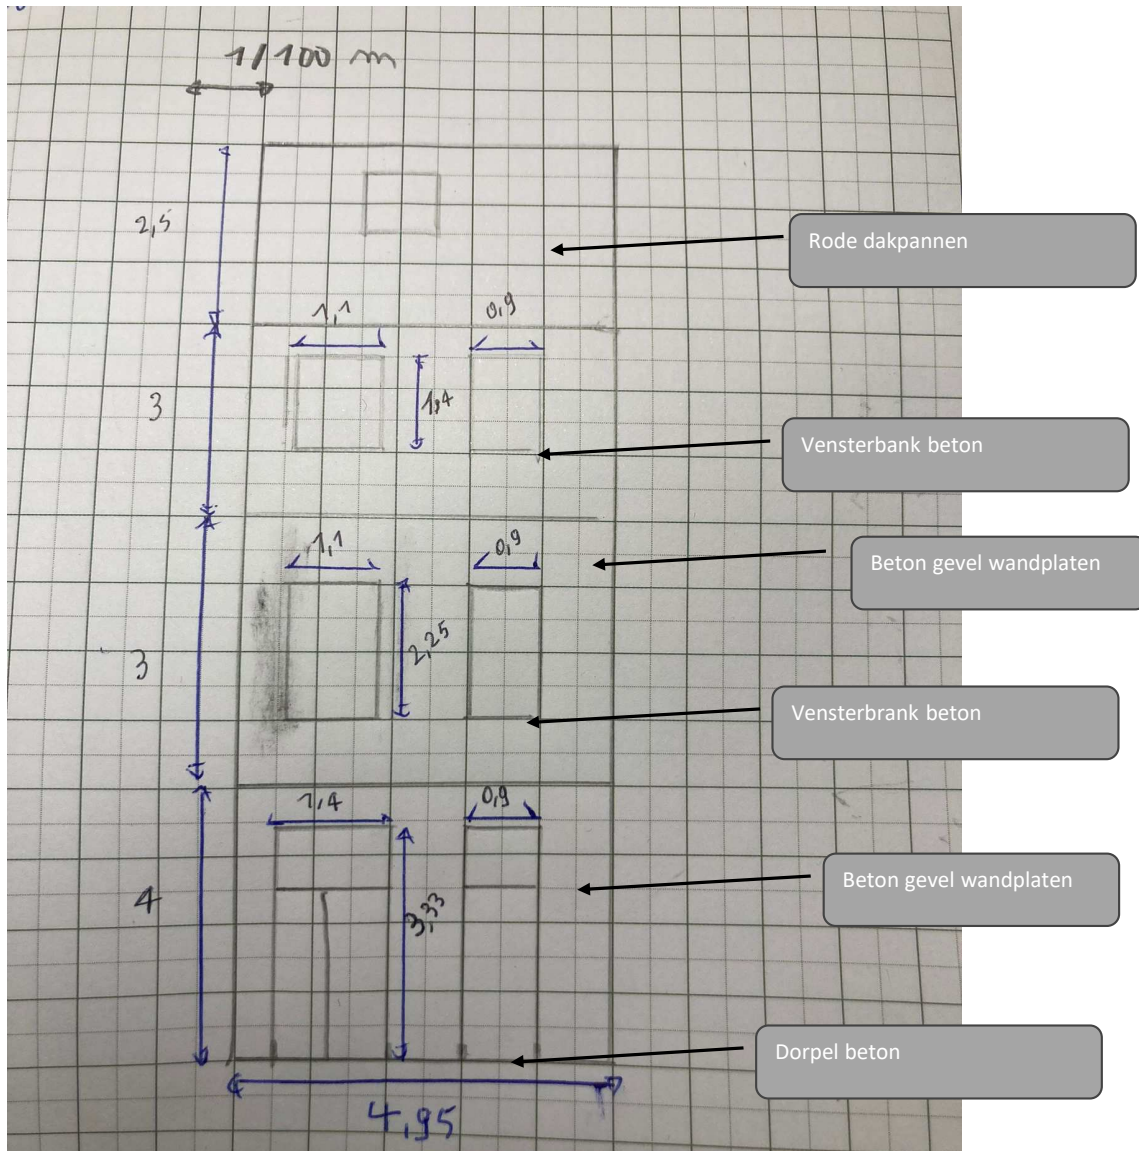 1/100 m
2,5
Rode dakpannen
1,1
0,9
3
1,4
Vensterbank beton
1,1
0,9
Beton gevel wandplaten
3
2,25
Vensterbrank beton
1,4
0,9
4
3,33
Beton gevel wandplaten
Dorpel beton
4,95